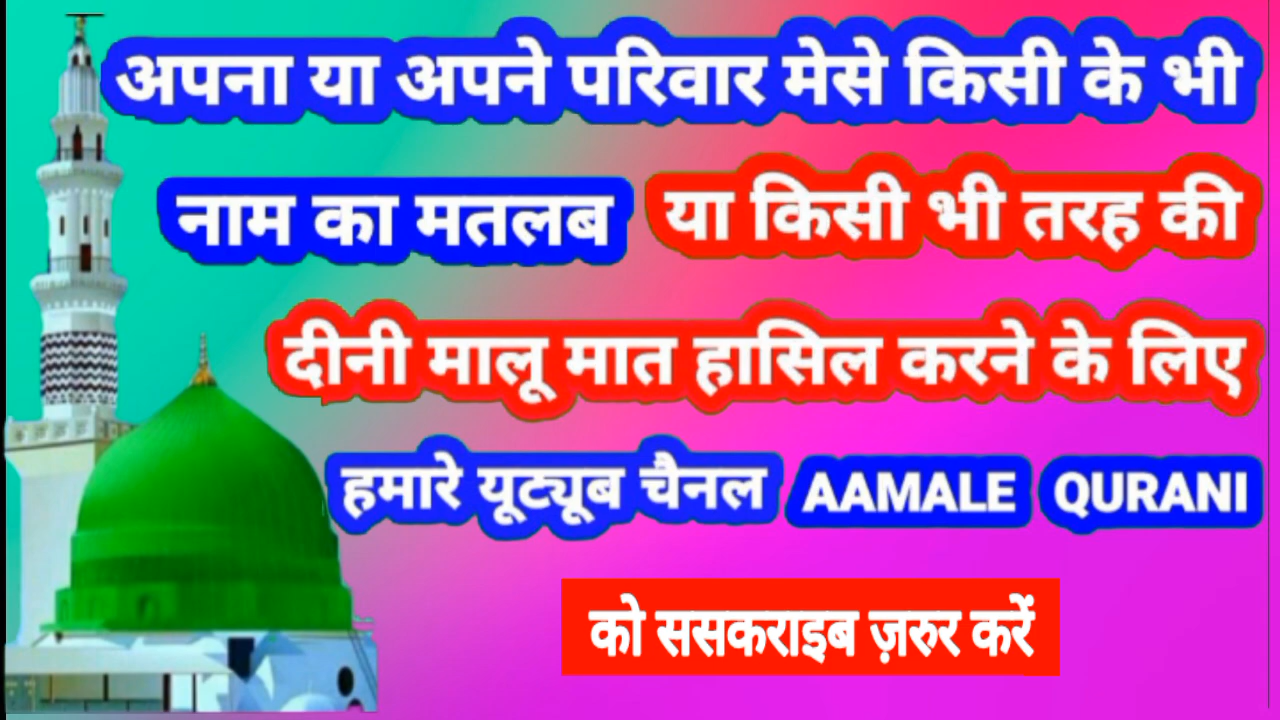 अपना या अपने परिवार मेसे किसी के भी
नाम का मतलब या किसी भी तरह की
दीनी मालू मात हासिल करने के लिए
हमारे यूट्यूब चैनल AAMALE QURANI
को ससकराइब ज़रुर करें